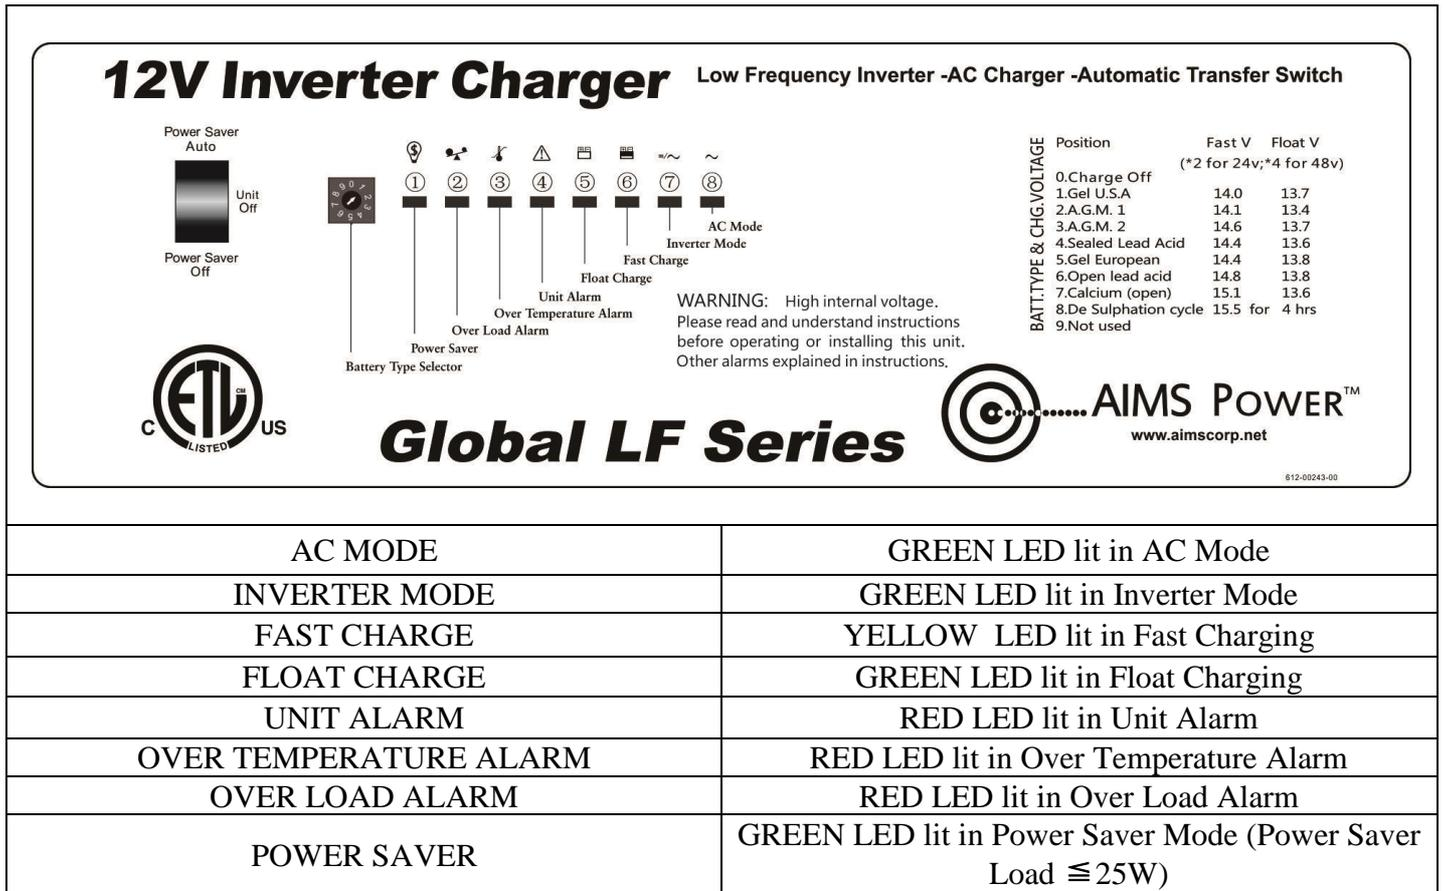 12V Inverter Charger
Low Frequency Inverter -AC Charger -Automatic Transfer Switch
Power Saver
Auto
Unit
Off
Power Saver
Off
0 1 2 3 4 5 6 7 8 9
① ② ③ ④ ⑤ ⑥ ⑦ ⑧
AC Mode
Inverter Mode
Fast Charge
Float Charge
Unit Alarm
Over Temperature Alarm
Over Load Alarm
Power Saver
Battery Type Selector
WARNING: High internal voltage.
Please read and understand instructions
before operating or installing this unit.
Other alarms explained in instructions.
BATT.TYPE & CHG.VOLTAGE
Position Fast V Float V
(*2 for 24v;*4 for 48v)
0.Charge Off
1.Gel U.S.A 14.0 13.7
2.A.G.M. 1 14.1 13.4
3.A.G.M. 2 14.6 13.7
4.Sealed Lead Acid 14.4 13.6
5.Gel European 14.4 13.8
6.Open lead acid 14.8 13.8
7.Calcium (open) 15.1 13.6
8.De Sulphation cycle 15.5 for 4 hrs
9.Not used
C ETL CM US
LISTED
Global LF Series
AIMS POWER™
www.aimscorp.net
612-00243-00
AC MODE GREEN LED lit in AC Mode
INVERTER MODE GREEN LED lit in Inverter Mode
FAST CHARGE YELLOW LED lit in Fast Charging
FLOAT CHARGE GREEN LED lit in Float Charging
UNIT ALARM RED LED lit in Unit Alarm
OVER TEMPERATURE ALARM RED LED lit in Over Temperature Alarm
OVER LOAD ALARM RED LED lit in Over Load Alarm
POWER SAVER GREEN LED lit in Power Saver Mode (Power Saver
Load ≦25W)